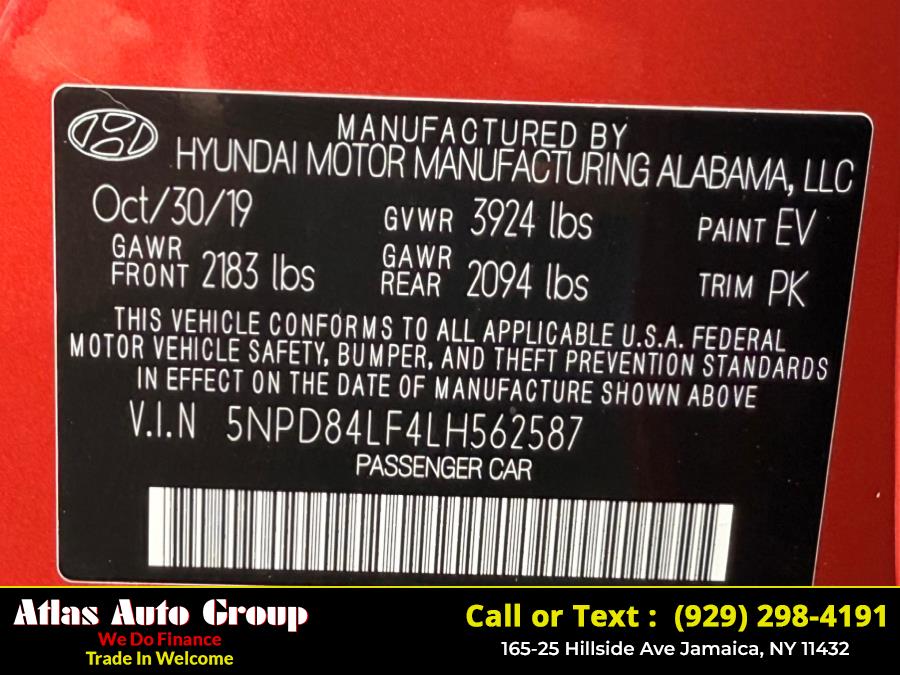 MANUFACTURED BY
HYUNDAI MOTOR MANUFACTURING ALABAMA, LLC
Oct/30/19 GVWR 3924 lbs PAINT EV
GAWR FRONT 2183 lbs GAWR REAR 2094 lbs TRIM PK
THIS VEHICLE CONFORMS TO ALL APPLICABLE U.S.A. FEDERAL
MOTOR VEHICLE SAFETY, BUMPER, AND THEFT PREVENTION STANDARDS
IN EFFECT ON THE DATE OF MANUFACTURE SHOWN ABOVE
V.I.N 5NPD84LF4LH562587
PASSENGER CAR
Atlas Auto Group
We Do Finance
Trade In Welcome
Call or Text : (929) 298-4191
165-25 Hillside Ave Jamaica, NY 11432